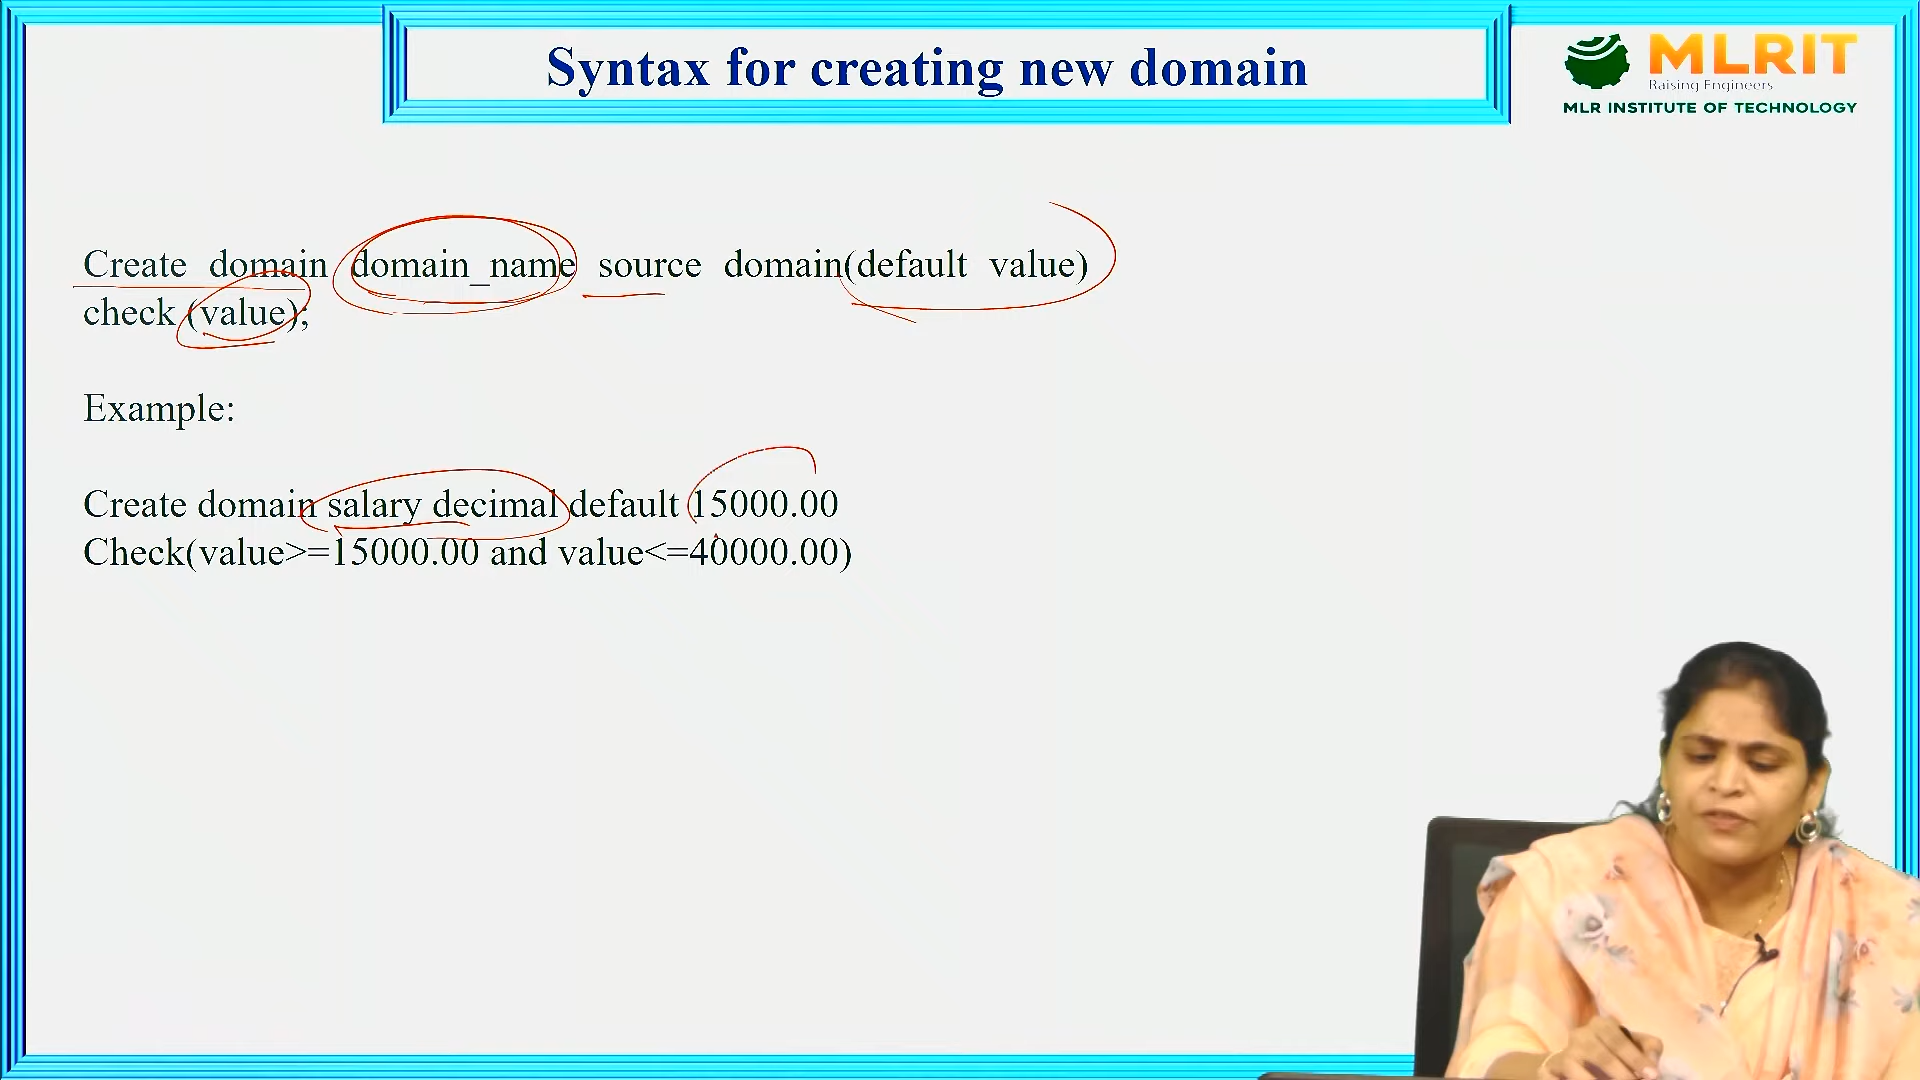 Syntax for creating new domain
MLRIT
Raising Engineers
MLR INSTITUTE OF TECHNOLOGY
Create domain domain_name source domain(default value)
check (value);
Example:
Create domain salary decimal default 15000.00
Check(value>=15000.00 and value<=40000.00)